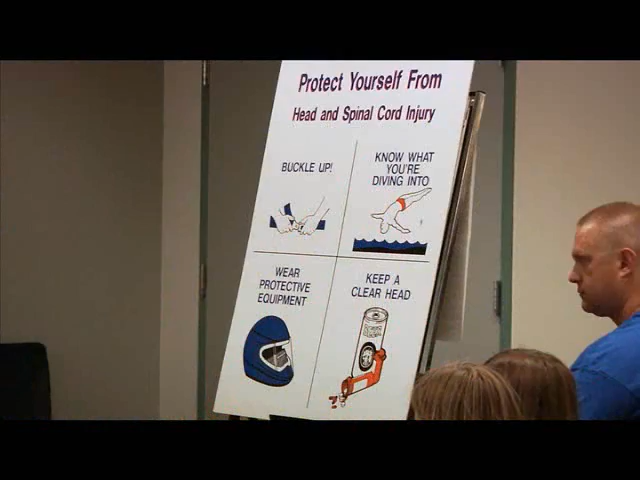 Protect Yourself From
Head and Spinal Cord Injury
BUCKLE UP!
KNOW WHAT
YOU'RE
DIVING INTO
WEAR
PROTECTIVE
EQUIPMENT
KEEP A
CLEAR HEAD